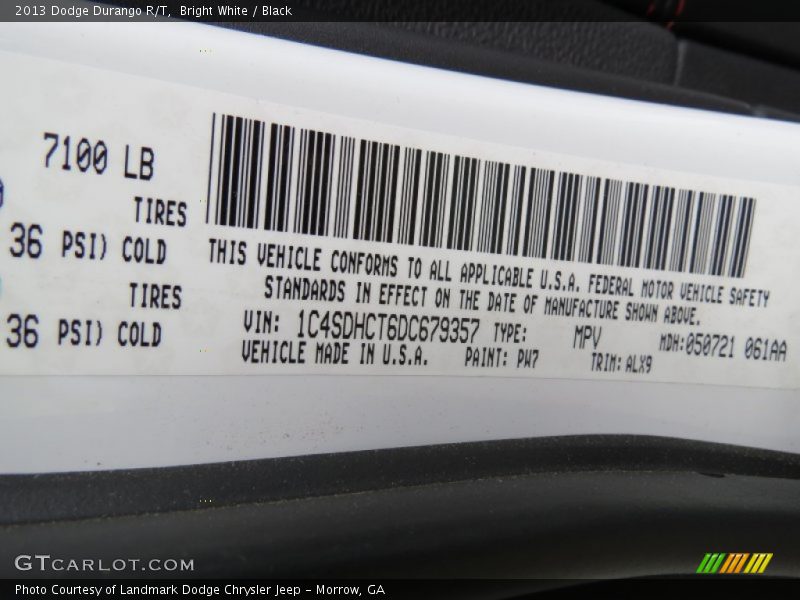 2013 Dodge Durango R/T,  Bright White / Black
7100 LB
TIRES
36 PSI) COLD
TIRES
36 PSI) COLD
THIS VEHICLE CONFORMS TO ALL APPLICABLE U.S.A. FEDERAL MOTOR VEHICLE SAFETY
STANDARDS IN EFFECT ON THE DATE OF MANUFACTURE SHOWN ABOVE.
VIN: 1C4SDHCT6DC679357 TYPE: MPV MDH:050721 061AA
VEHICLE MADE IN U.S.A. PAINT: PW7 TRIM: ALX9
GTCARLOT.COM
Photo Courtesy of Landmark Dodge Chrysler Jeep – Morrow, GA